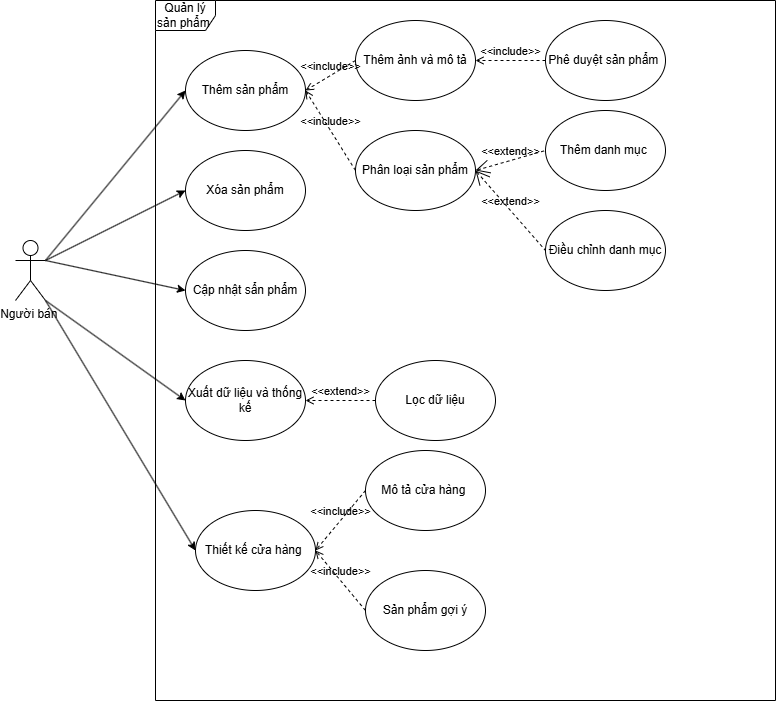 Quản lý
sản phẩm
Thêm sản phẩm
<<include>>
Thêm ảnh và mô tả
<<include>>
Phê duyệt sản phẩm
<<include>>
Phân loại sản phẩm
<<extend>>
Thêm danh mục
<<extend>>
Điều chỉnh danh mục
Xóa sản phẩm
Cập nhật sẩn phẩm
Người bán
Xuất dữ liệu và thống
kế
<<extend>>
Lọc dữ liệu
Thiết kế cửa hàng
<<include>>
Mô tả cửa hàng
<<include>>
Sản phẩm gợi ý